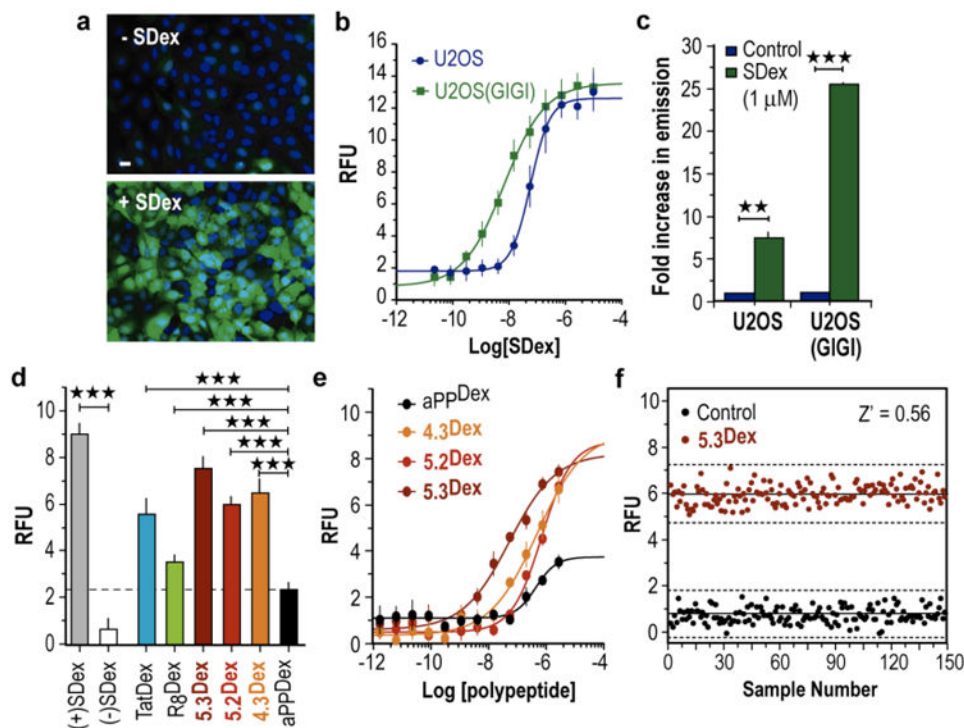 a
- SDex
+ SDex
b
16
14
12
10
8
6
4
2
0
RFU
U2OS
U2OS(GIGI)
-12 -10 -8 -6 -4
Log[SDex]
c
30
25
20
15
10
5
0
Fold increase in emission
Control
SDex
(1 µM)
★★★
★★
U2OS
U2OS
(GIGI)
d
★★★
★★★
★★★
★★★
★★★
★★★
10
8
6
4
2
0
RFU
(+)SDex
(-)SDex
TatDex
R8Dex
5.3Dex
5.2Dex
4.3Dex
aPPDex
e
10
8
6
4
2
0
RFU
aPPDex
4.3Dex
5.2Dex
5.3Dex
-12 -10 -8 -6 -4
Log [polypeptide]
f
10
8
6
4
2
0
RFU
Control
5.3Dex
Z' = 0.56
0 30 60 90 120 150
Sample Number